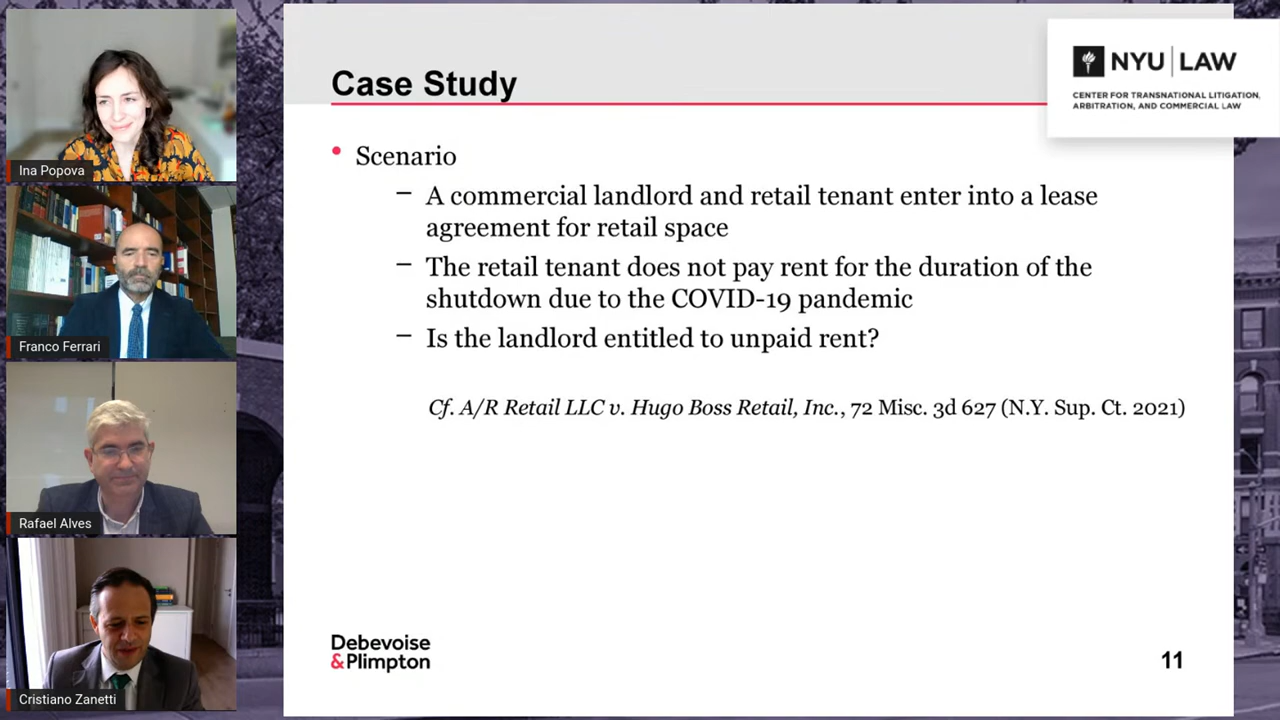 Ina Popova
Franco Ferrari
Rafael Alves
Cristiano Zanetti
NYU LAW
CENTER FOR TRANSNATIONAL LITIGATION,
ARBITRATION, AND COMMERCIAL LAW
Case Study
• Scenario
– A commercial landlord and retail tenant enter into a lease
agreement for retail space
– The retail tenant does not pay rent for the duration of the
shutdown due to the COVID-19 pandemic
– Is the landlord entitled to unpaid rent?
Cf. A/R Retail LLC v. Hugo Boss Retail, Inc., 72 Misc. 3d 627 (N.Y. Sup. Ct. 2021)
Debevoise
&Plimpton
11